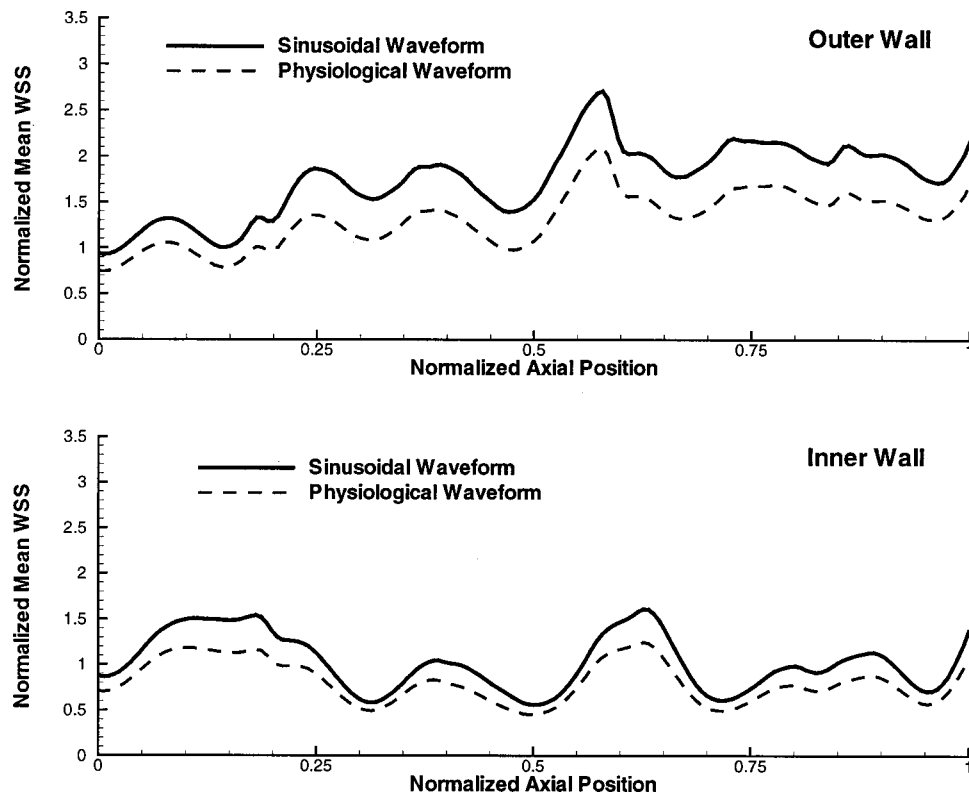 Outer Wall
Sinusoidal Waveform
Physiological Waveform
Normalized Mean WSS
3.5
3
2.5
2
1.5
1
0.5
0
0 0.25 0.5 0.75 1
Normalized Axial Position
Inner Wall
Sinusoidal Waveform
Physiological Waveform
Normalized Mean WSS
3.5
3
2.5
2
1.5
1
0.5
0
0 0.25 0.5 0.75 1
Normalized Axial Position